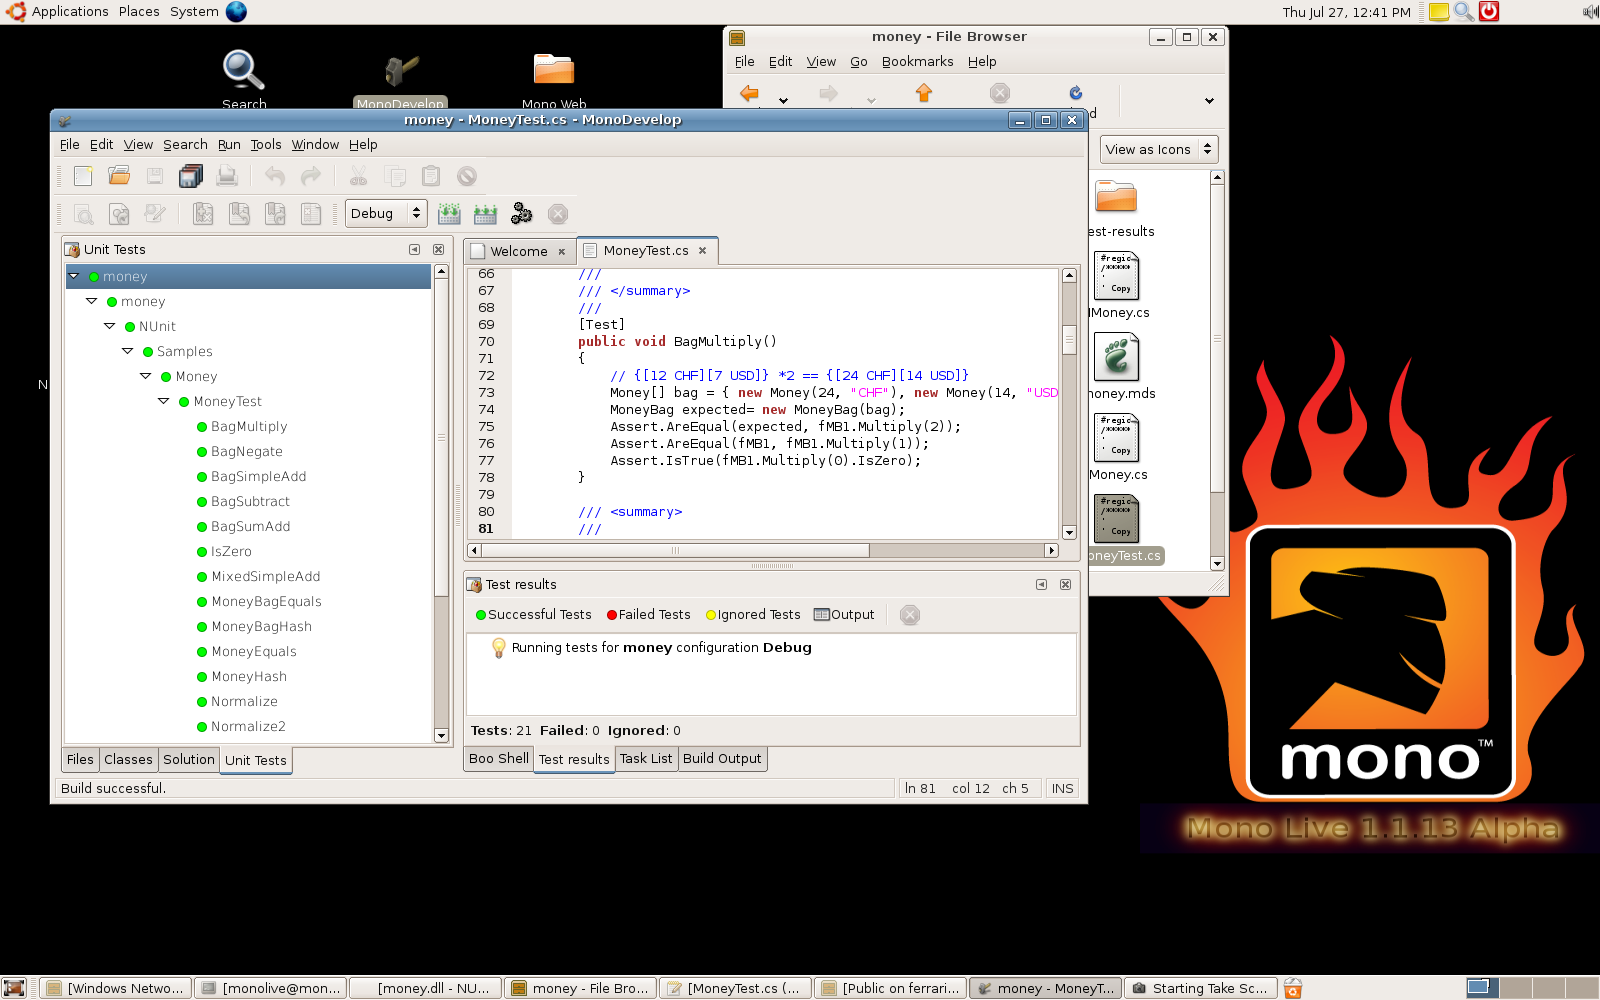 Applications Places System
Thu Jul 27, 12:41 PM
Search
MonoDevelop
Mono Web
money - File Browser
File Edit View Go Bookmarks Help
d
View as Icons
est-results
#regic
/*****
' Copy
IMoney.cs
money.mds
#regic
/*****
' Copy
Money.cs
#regic
/*****
' Copy
oneyTest.cs
N
money - MoneyTest.cs - MonoDevelop
File Edit View Search Run Tools Window Help
Debug
Unit Tests
money
money
NUnit
Samples
Money
MoneyTest
BagMultiply
BagNegate
BagSimpleAdd
BagSubtract
BagSumAdd
IsZero
MixedSimpleAdd
MoneyBagEquals
MoneyBagHash
MoneyEquals
MoneyHash
Normalize
Normalize2
Files Classes Solution Unit Tests
Welcome MoneyTest.cs
66 ///
67 /// </summary>
68 ///
69 [Test]
70 public void BagMultiply()
71 {
72 // {[12 CHF][7 USD]} *2 == {[24 CHF][14 USD]}
73 Money[] bag = { new Money(24, "CHF"), new Money(14, "USD
74 MoneyBag expected= new MoneyBag(bag);
75 Assert.AreEqual(expected, fMB1.Multiply(2));
76 Assert.AreEqual(fMB1, fMB1.Multiply(1));
77 Assert.IsTrue(fMB1.Multiply(0).IsZero);
78 }
79
80 /// <summary>
81 ///
Test results
Successful Tests Failed Tests Ignored Tests Output
Running tests for money configuration Debug
Tests: 21 Failed: 0 Ignored: 0
Boo Shell Test results Task List Build Output
Build successful.
ln 81 col 12 ch 5 INS
mono™
Mono Live 1.1.13 Alpha
[Windows Netwo... [monolive@mon... [money.dll - NU... money - File Bro... [MoneyTest.cs (... [Public on ferrari... money - MoneyT... Starting Take Sc...